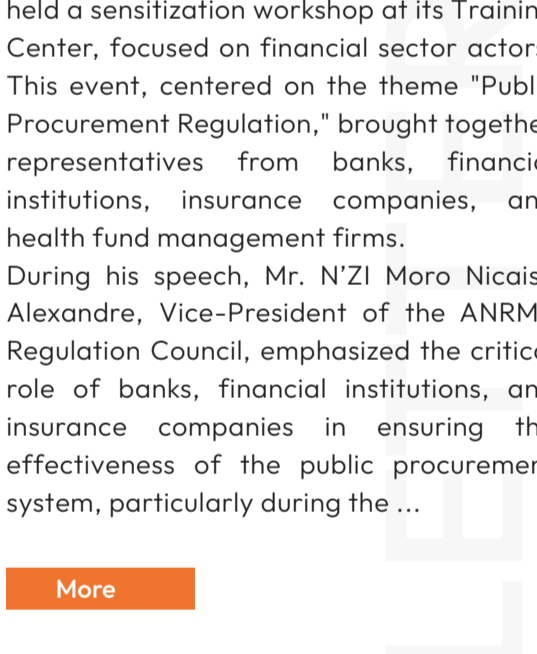 held a sensitization workshop at its Trainin
Center, focused on financial sector actor
This event, centered on the theme "Publ
Procurement Regulation," brought togethe
representatives from banks, financi
institutions, insurance companies, an
health fund management firms.
During his speech, Mr. N’ZI Moro Nicais
Alexandre, Vice-President of the ANRM
Regulation Council, emphasized the critic
role of banks, financial institutions, an
insurance companies in ensuring th
effectiveness of the public procuremen
system, particularly during the ...
More